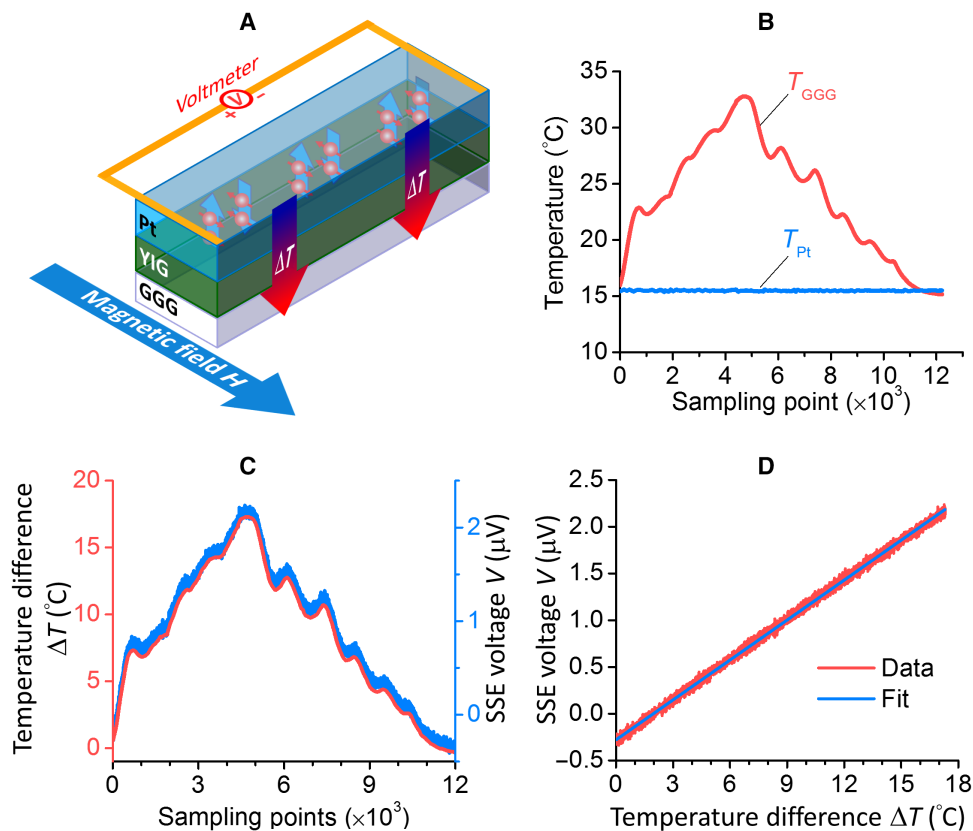 A
Voltmeter
V
+
−
Pt
YIG
GGG
ΔT
ΔT
Magnetic field H
B
Temperature (°C)
35
30
25
20
15
10
T_GGG
T_Pt
0 2 4 6 8 10 12
Sampling point (×10³)
C
Temperature difference
ΔT (°C)
20
15
10
5
0
SSE voltage V (μV)
2
1
0
0 3 6 9 12
Sampling points (×10³)
D
SSE voltage V (μV)
2.5
2.0
1.5
1.0
0.5
0.0
−0.5
Data
Fit
0 3 6 9 12 15 18
Temperature difference ΔT (°C)